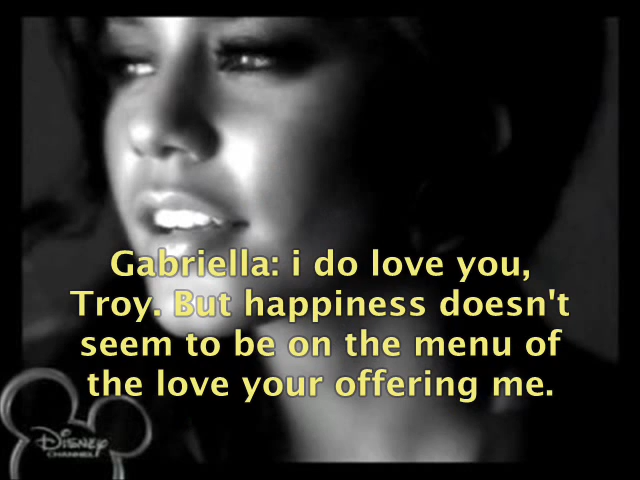 Gabriella: i do love you,
Troy. But happiness doesn't
seem to be on the menu of
the love your offering me.
Disney
CHANNEL